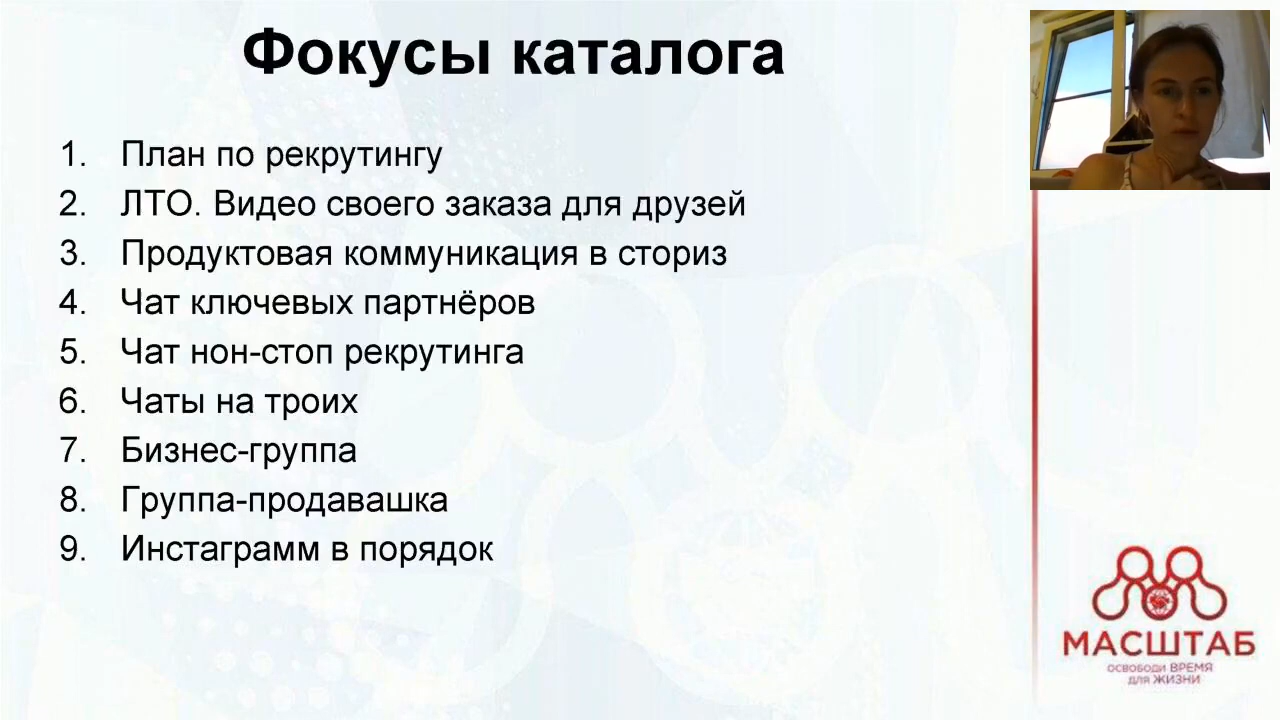 Фокусы каталога
1. План по рекрутингу
2. ЛТО. Видео своего заказа для друзей
3. Продуктовая коммуникация в сториз
4. Чат ключевых партнёров
5. Чат нон-стоп рекрутинга
6. Чаты на троих
7. Бизнес-группа
8. Группа-продавашка
9. Инстаграмм в порядок
МАСШТАБ
ОСВОБОДИ ВРЕМЯ
ДЛЯ ЖИЗНИ